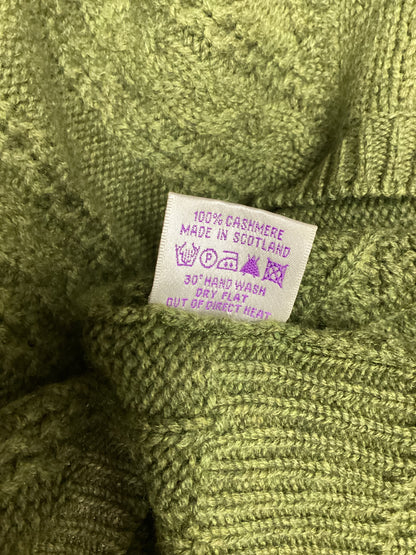 100% CASHMERE
MADE IN SCOTLAND
P
30° HAND WASH
DRY FLAT
OUT OF DIRECT HEAT